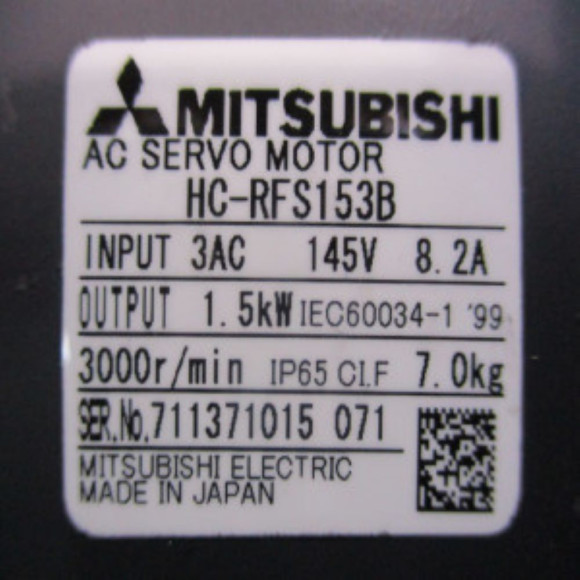 MITSUBISHI
AC SERVO MOTOR
HC-RFS153B
INPUT 3AC 145V 8.2A
OUTPUT 1.5kW IEC60034-1 '99
3000r/min IP65 CI.F 7.0kg
SER.No.711371015 071
MITSUBISHI ELECTRIC
MADE IN JAPAN